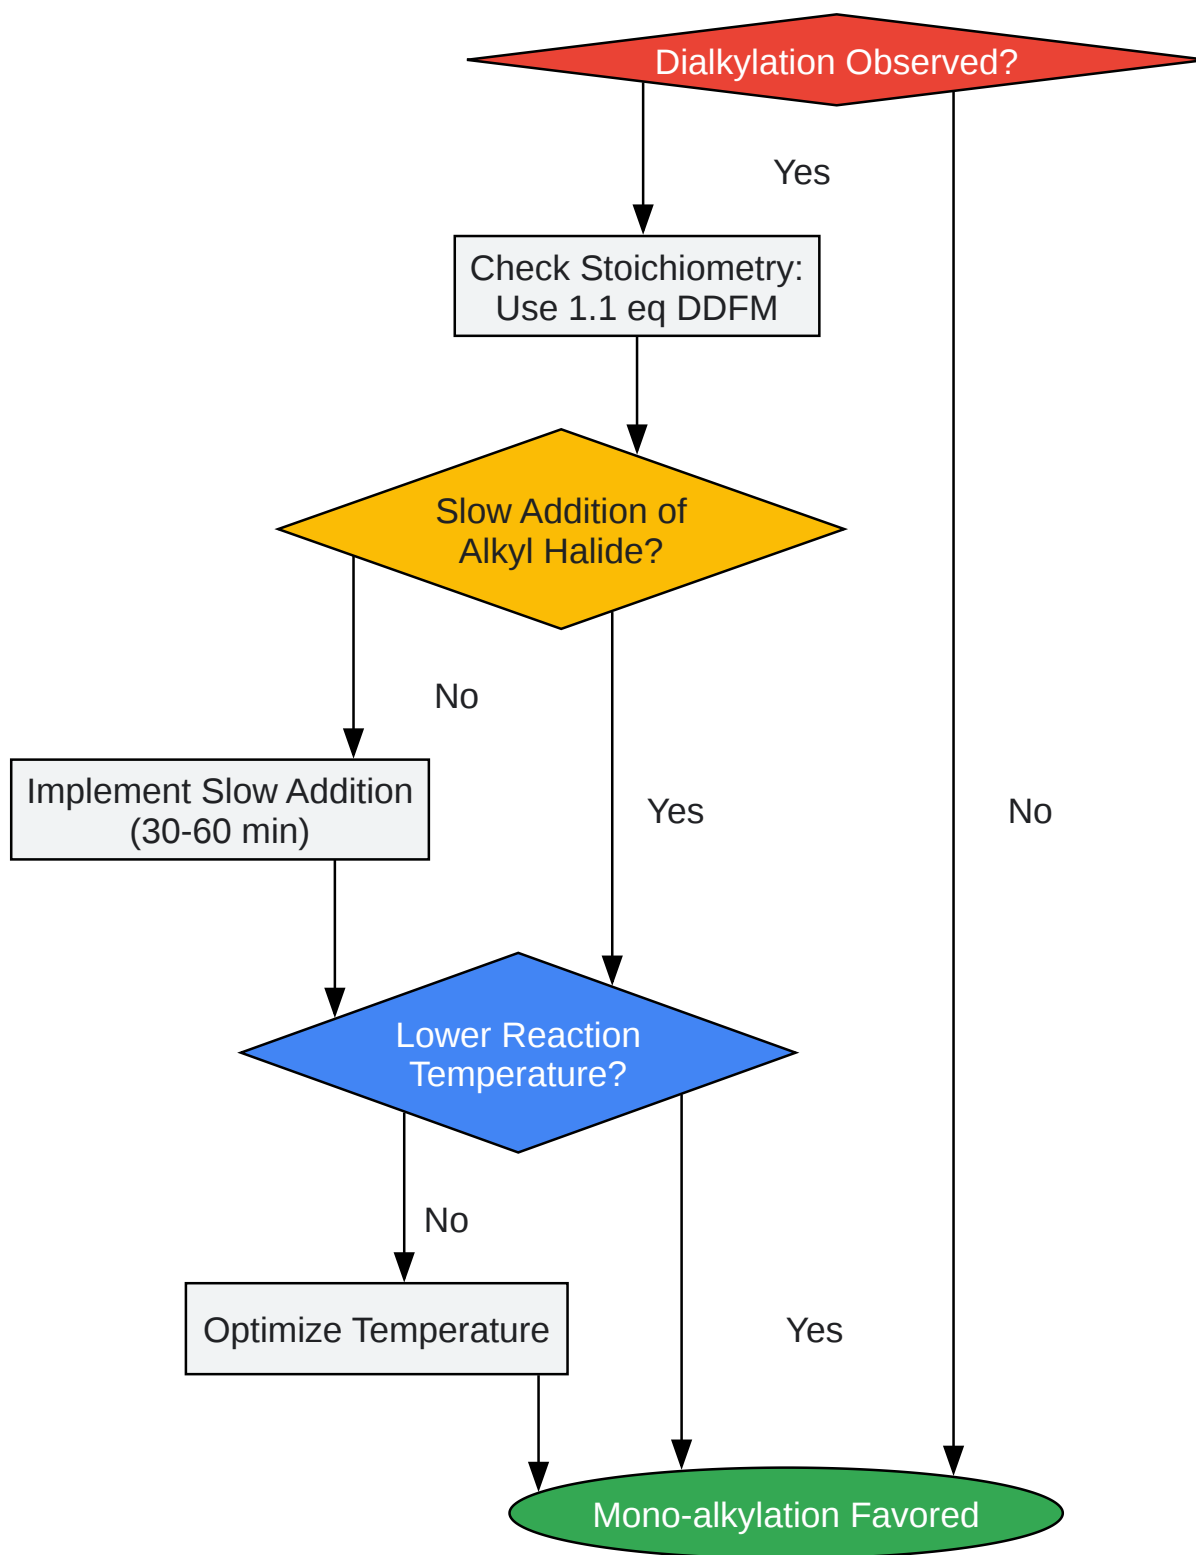 Dialkylation Observed?
Yes
Check Stoichiometry:
Use 1.1 eq DDFM
Slow Addition of
Alkyl Halide?
No
Implement Slow Addition
(30-60 min)
Yes
No
Lower Reaction
Temperature?
No
Optimize Temperature
Yes
Mono-alkylation Favored